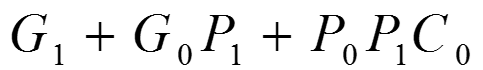 G₁ + G₀P₁ + P₀P₁C₀